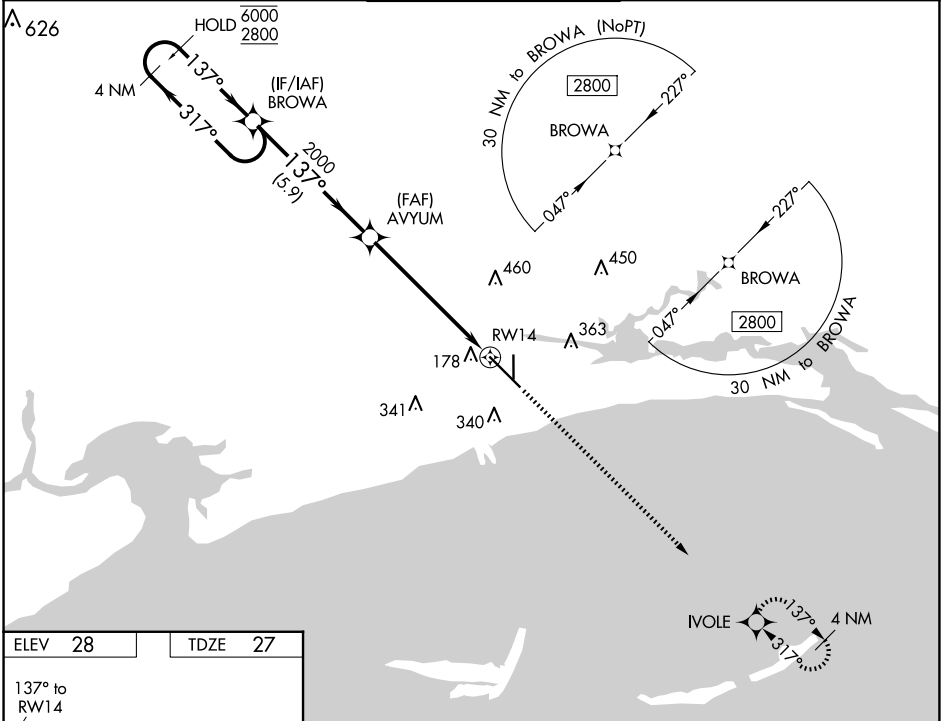 626
HOLD 6000
2800
4 NM
137°
317°
(IF/IAF)
BROWA
2000
137°
(5.9)
(FAF)
AVYUM
30 NM to BROWA (NoPT)
2800
227°
BROWA
047°
227°
BROWA
047°
2800
30 NM to BROWA
460
450
363
RW14
178
341
340
IVOLE
137°
4 NM
317°
ELEV 28
TDZE 27
137° to
RW14